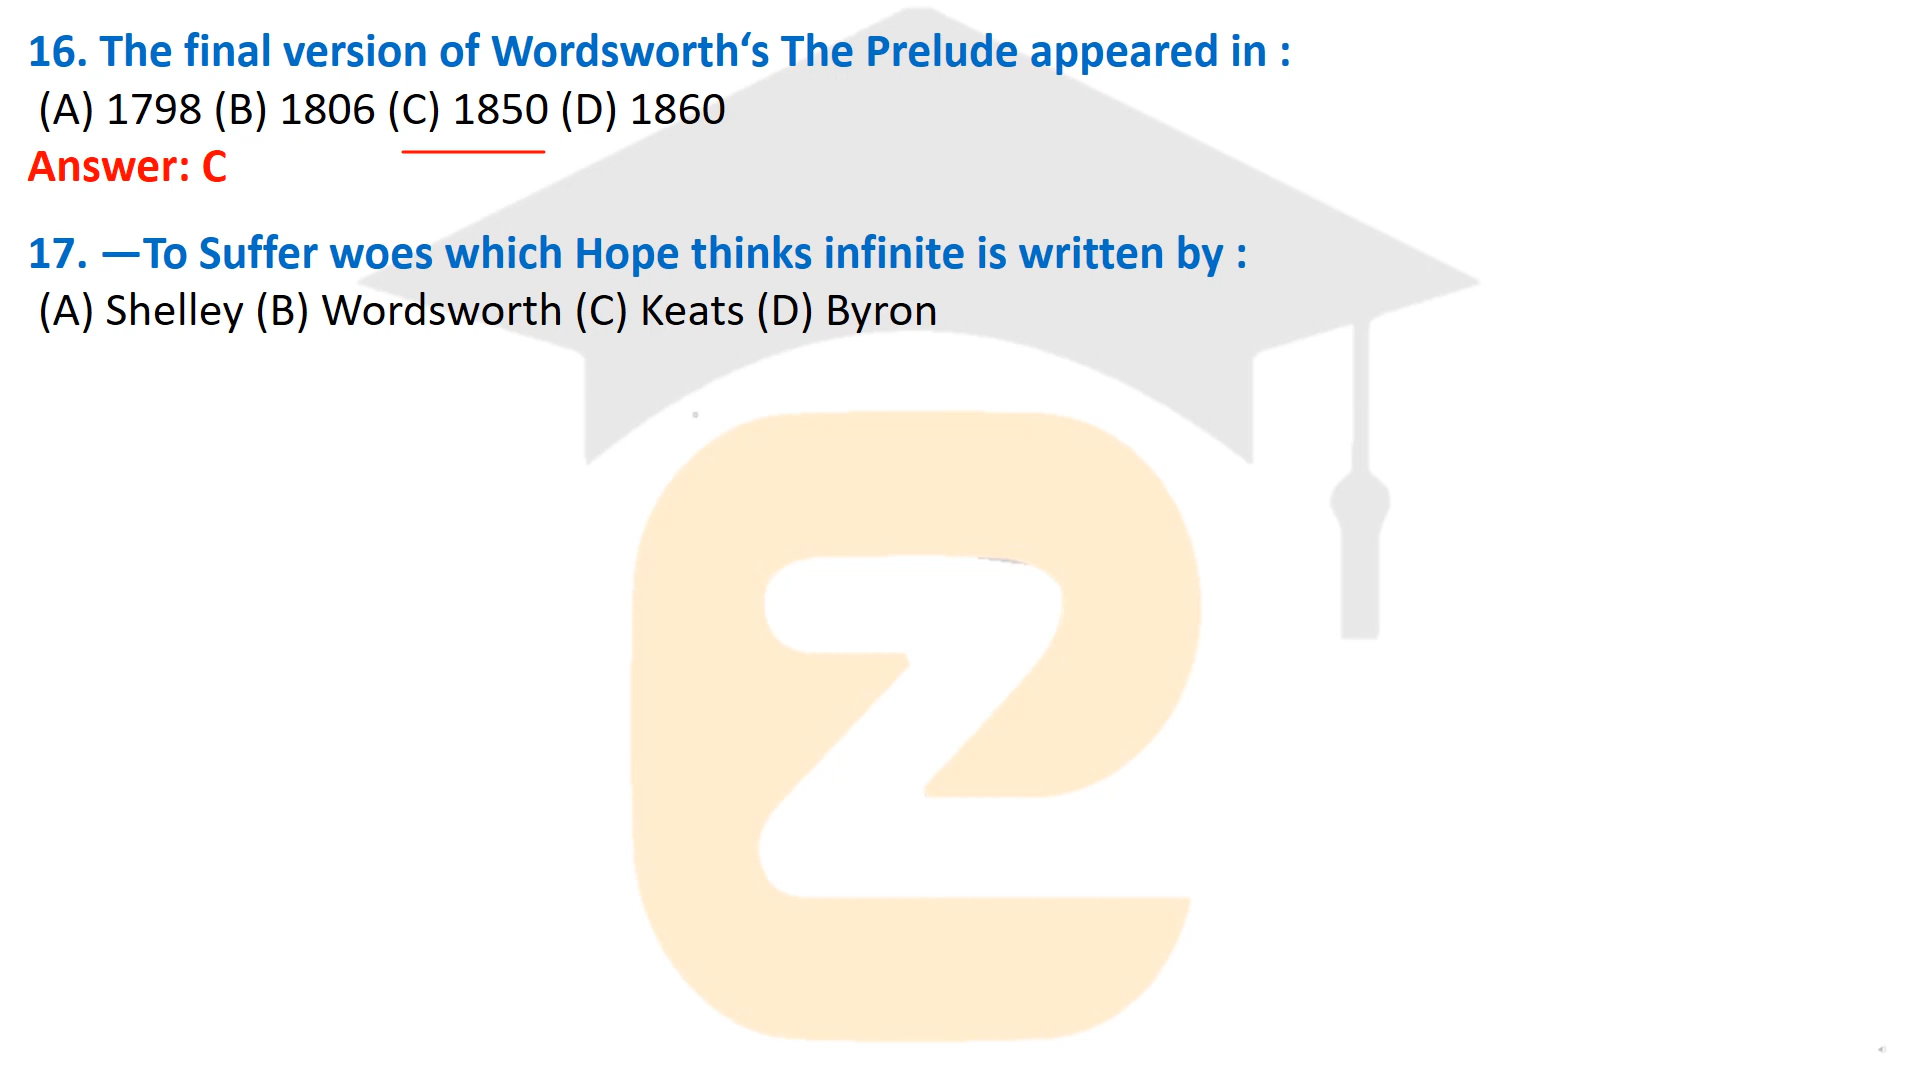 16. The final version of Wordsworth‘s The Prelude appeared in :
(A) 1798 (B) 1806 (C) 1850 (D) 1860
Answer: C
17. —To Suffer woes which Hope thinks infinite is written by :
(A) Shelley (B) Wordsworth (C) Keats (D) Byron